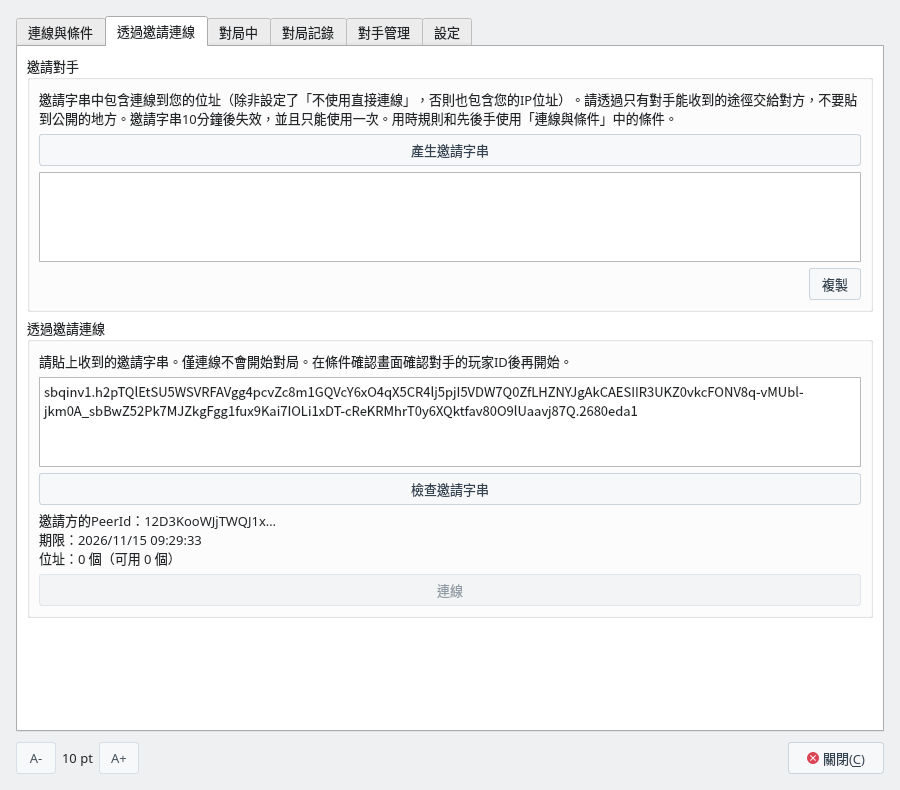 連線與條件 透過邀請連線 對局中 對局記錄 對手管理 設定
邀請對手
邀請字串中包含連線到您的位址（除非設定了「不使用直接連線」，否則也包含您的IP位址）。請透過只有對手能收到的途徑交給對方，不要貼
到公開的地方。邀請字串10分鐘後失效，並且只能使用一次。用時規則和先後手使用「連線與條件」中的條件。
產生邀請字串
複製
透過邀請連線
請貼上收到的邀請字串。僅連線不會開始對局。在條件確認畫面確認對手的玩家ID後再開始。
sbqinv1.h2pTQlEtSU5WSVRFAVgg4pcvZc8m1GQVcY6xO4qX5CR4lj5pjI5VDW7Q0ZfLHZNYJgAkCAESIIR3UKZ0vkcFONV8q-vMUbl-
jkm0A_sbBwZ52Pk7MJZkgFgg1fux9Kai7IOLi1xDT-cReKRMhrT0y6XQktfav80O9lUaavj87Q.2680eda1
檢查邀請字串
邀請方的PeerId：12D3KooWJjTWQJ1x…
期限：2026/11/15 09:29:33
位址：0 個（可用 0 個）
連線
A- 10 pt A+ 關閉(C)